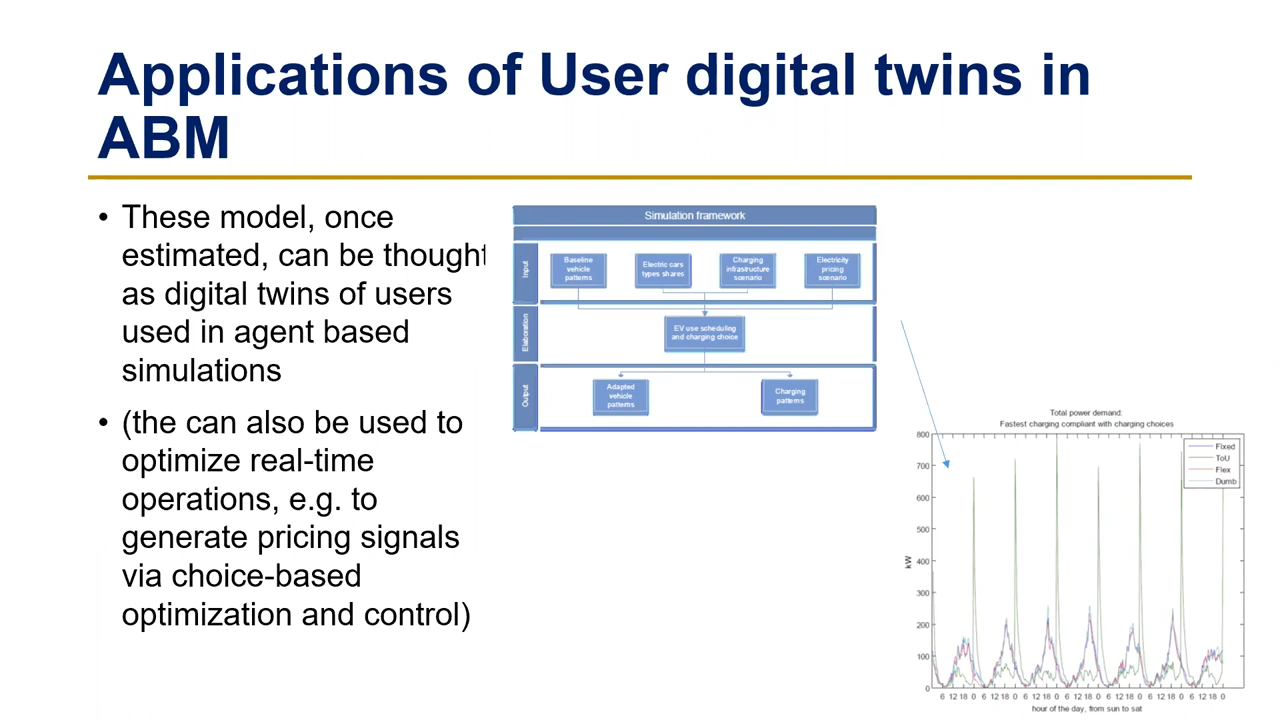 Applications of User digital twins in
ABM
• These model, once
estimated, can be thought
as digital twins of users
used in agent based
simulations
• (the can also be used to
optimize real-time
operations, e.g. to
generate pricing signals
via choice-based
optimization and control)
Simulation framework
Input
Baseline
vehicle
patterns
Electric cars
types shares
Charging
infrastructure
scenario
Electricity
pricing
scenario
Elaboration
EV use scheduling
and charging choice
Output
Adapted
vehicle
patterns
Charging
patterns
Total power demand:
Fastest charging compliant with charging choices
800
700
600
500
400
300
200
100
0
kW
Fixed
ToU
Flex
Dumb
6 12 18 0 6 12 18 0 6 12 18 0 6 12 18 0 6 12 18 0 6 12 18 0 6 12 18 0
hour of the day, from sun to sat